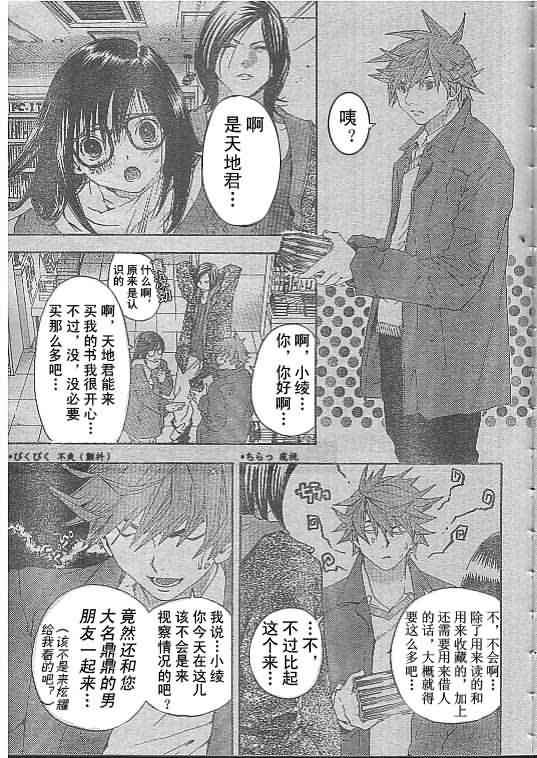 咦？
啊
是天地君…
什么啊，
原来是认
识的
啊，小绫…
你，你好啊…
啊，天地君能来
买我的书我很开心…
不过，没，没必要
买那么多吧…
•びくびく 不爽（颤抖）
•ちらっ 底桄
不，不会啊…
除了用来读的和
用来收藏的，加上
还需要用来借人
的话，大概就得
要这么多吧…
…不，
不过比起
这个来…
我说…小绫
你今天在这儿
该不会是来
视察情况的吧？
竟然还和您
大名鼎鼎的男
朋友一起来…
（该不是来炫耀
给我看的吧？）